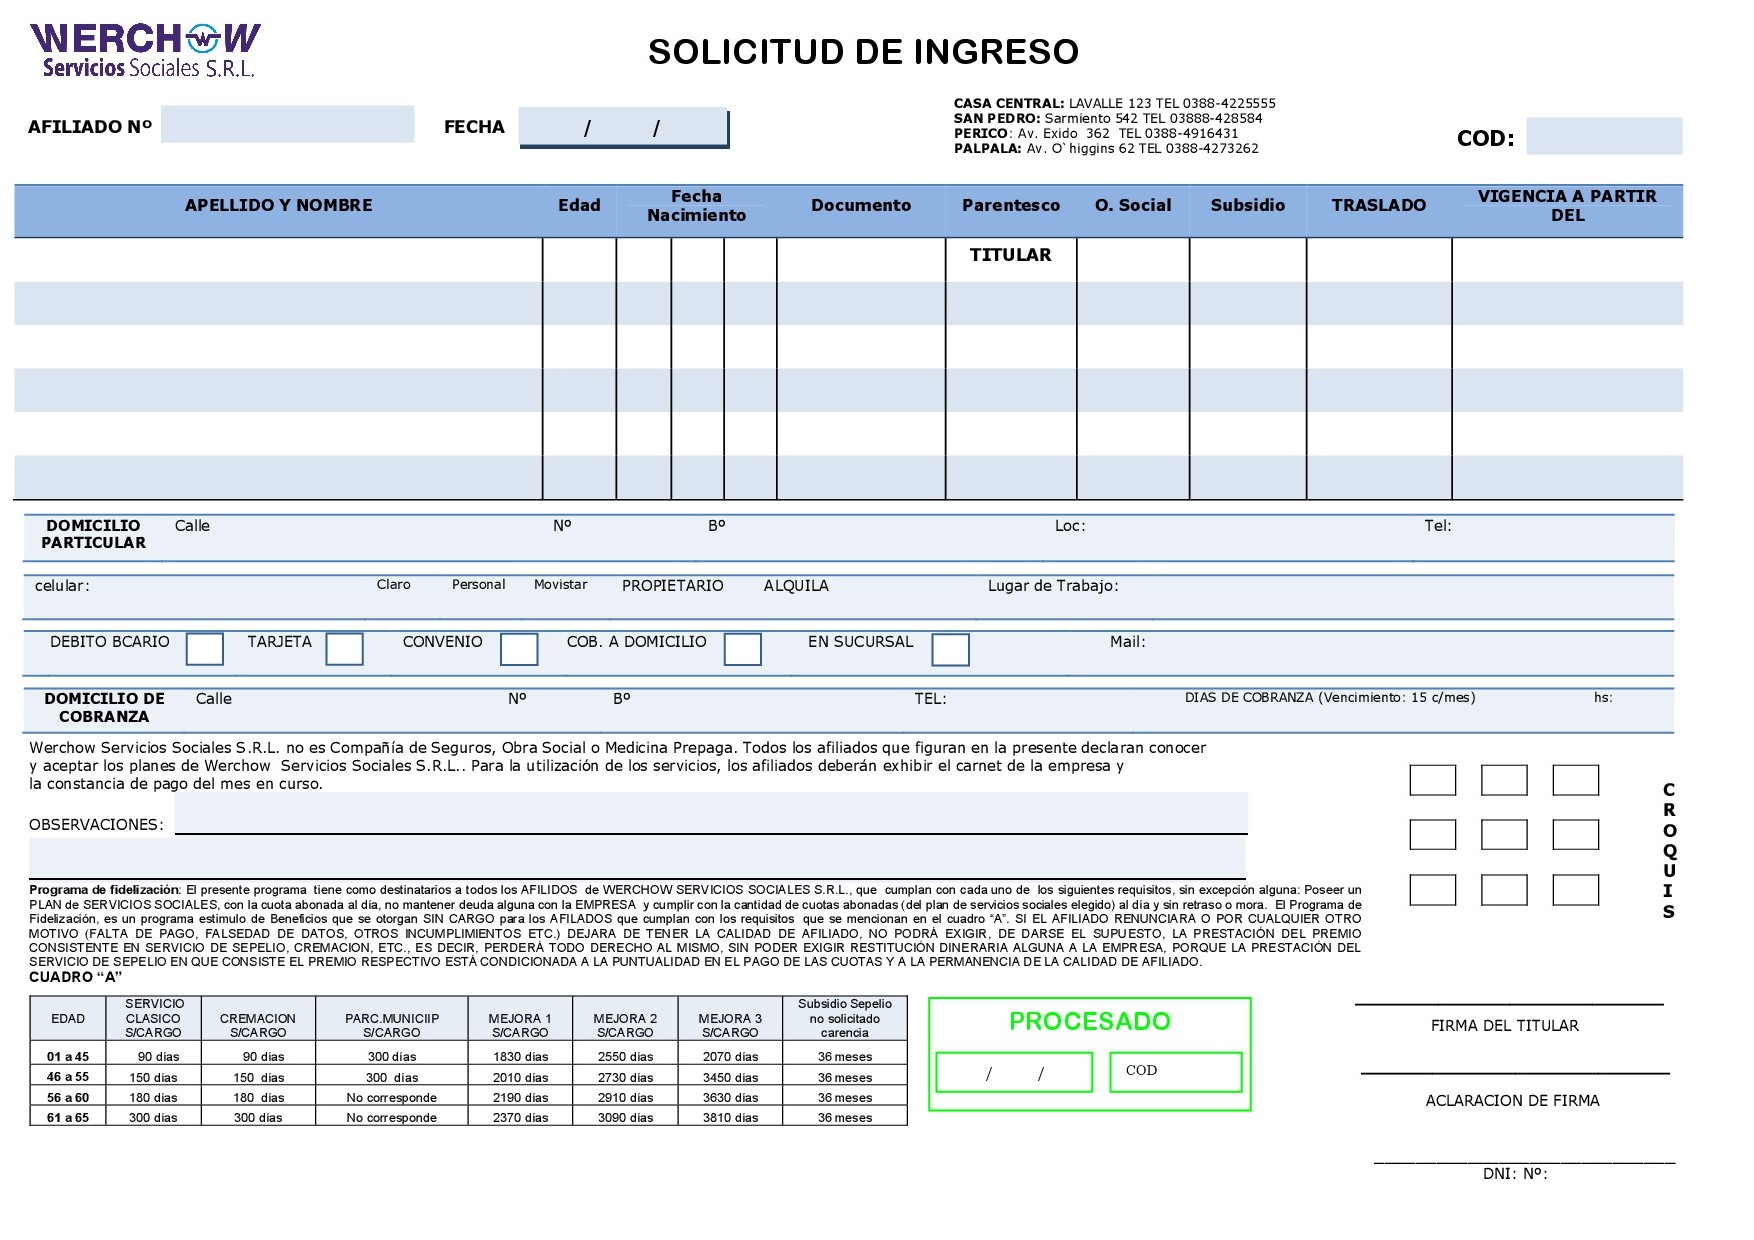 WERCHOW
Servicios Sociales S.R.L.
SOLICITUD DE INGRESO
AFILIADO Nº
FECHA / /
CASA CENTRAL: LAVALLE 123 TEL 0388-4225555
SAN PEDRO: Sarmiento 542 TEL 03888-428584
PERICO: Av. Exido 362 TEL 0388-4916431
PALPALA: Av. O` higgins 62 TEL 0388-4273262
COD:
APELLIDO Y NOMBRE Edad Fecha Nacimiento Documento Parentesco O. Social Subsidio TRASLADO VIGENCIA A PARTIR DEL
TITULAR
DOMICILIO PARTICULAR Calle Nº Bº Loc: Tel:
celular: Claro Personal Movistar PROPIETARIO ALQUILA Lugar de Trabajo:
DEBITO BCARIO TARJETA CONVENIO COB. A DOMICILIO EN SUCURSAL Mail:
DOMICILIO DE COBRANZA Calle Nº Bº TEL: DIAS DE COBRANZA (Vencimiento: 15 c/mes) hs:
Werchow Servicios Sociales S.R.L. no es Compañía de Seguros, Obra Social o Medicina Prepaga. Todos los afiliados que figuran en la presente declaran conocer
y aceptar los planes de Werchow Servicios Sociales S.R.L.. Para la utilización de los servicios, los afiliados deberán exhibir el carnet de la empresa y
la constancia de pago del mes en curso.
OBSERVACIONES:
CROQUIS
Programa de fidelización: El presente programa tiene como destinatarios a todos los AFILIDOS de WERCHOW SERVICIOS SOCIALES S.R.L., que cumplan con cada uno de los siguientes requisitos, sin excepción alguna: Poseer un
PLAN de SERVICIOS SOCIALES, con la cuota abonada al día, no mantener deuda alguna con la EMPRESA y cumplir con la cantidad de cuotas abonadas (del plan de servicios sociales elegido) al día y sin retraso o mora. El Programa de
Fidelización, es un programa estimulo de Beneficios que se otorgan SIN CARGO para los AFILADOS que cumplan con los requisitos que se mencionan en el cuadro “A”. SI EL AFILIADO RENUNCIARA O POR CUALQUIER OTRO
MOTIVO (FALTA DE PAGO, FALSEDAD DE DATOS, OTROS INCUMPLIMIENTOS ETC.) DEJARA DE TENER LA CALIDAD DE AFILIADO, NO PODRÁ EXIGIR, DE DARSE EL SUPUESTO, LA PRESTACIÓN DEL PREMIO
CONSISTENTE EN SERVICIO DE SEPELIO, CREMACION, ETC., ES DECIR, PERDERÁ TODO DERECHO AL MISMO, SIN PODER EXIGIR RESTITUCIÓN DINERARIA ALGUNA A LA EMPRESA, PORQUE LA PRESTACIÓN DEL
SERVICIO DE SEPELIO EN QUE CONSISTE EL PREMIO RESPECTIVO ESTÁ CONDICIONADA A LA PUNTUALIDAD EN EL PAGO DE LAS CUOTAS Y A LA PERMANENCIA DE LA CALIDAD DE AFILIADO.
CUADRO “A”
EDAD SERVICIO CLASICO S/CARGO CREMACION S/CARGO PARC.MUNICIIP S/CARGO MEJORA 1 S/CARGO MEJORA 2 S/CARGO MEJORA 3 S/CARGO Subsidio Sepelio no solicitado carencia
01 a 45 90 dias 90 dias 300 dias 1830 dias 2550 dias 2070 dias 36 meses
46 a 55 150 dias 150 dias 300 dias 2010 dias 2730 dias 3450 dias 36 meses
56 a 60 180 dias 180 dias No corresponde 2190 dias 2910 dias 3630 dias 36 meses
61 a 65 300 dias 300 dias No corresponde 2370 dias 3090 dias 3810 dias 36 meses
PROCESADO
/ / COD
FIRMA DEL TITULAR
ACLARACION DE FIRMA
DNI: Nº: